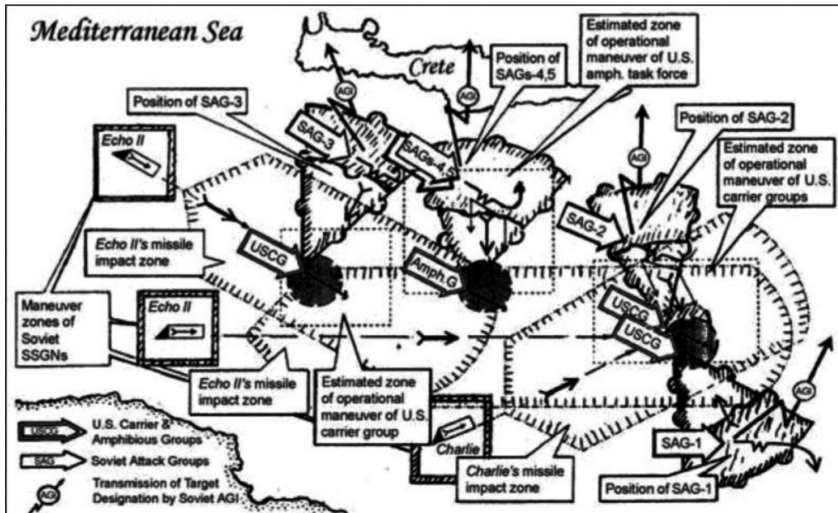 Mediterranean Sea
Crete
Estimated zone
of operational
maneuver of U.S.
amph. task force
Position of
SAGs-4,5
Position of SAG-3
Position of SAG-2
Estimated zone
of operational
maneuver of U.S.
carrier groups
AGI
AGI
AGI
Echo II
SAG-3
SAGs-4,5
SAG-2
Echo II's missile
impact zone
USCG
Amph.G
USCG
USCG
Maneuver
zones of
Soviet
SSGNs
Echo II
Echo II's missile
impact zone
Estimated zone
of operational
maneuver of U.S.
carrier group
Charlie
Charlie's missile
impact zone
AGI
SAG-1
Position of SAG-1
USCG
U.S. Carrier &
Amphibious Groups
SAG
Soviet Attack Groups
AGI
Transmission of Target
Designation by Soviet AGI